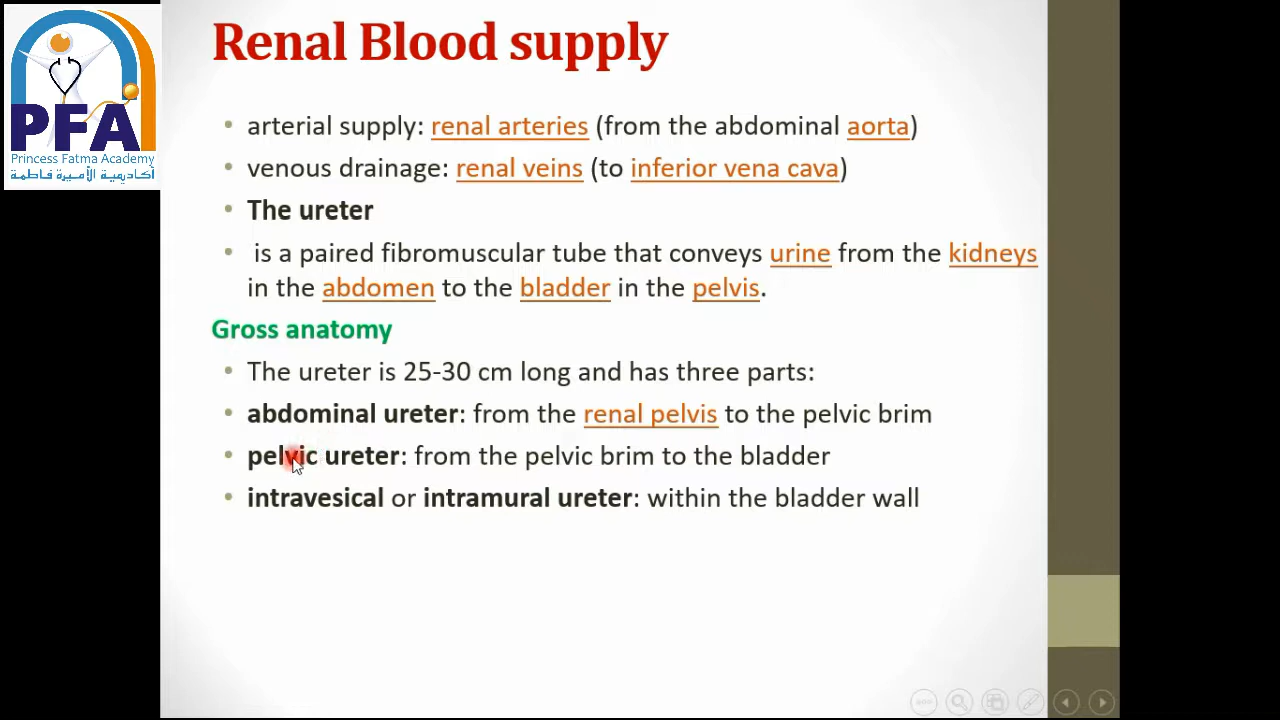 PFA
Princess Fatma Academy
أكاديمية الأميرة فاطمة
Renal Blood supply
• arterial supply: renal arteries (from the abdominal aorta)
• venous drainage: renal veins (to inferior vena cava)
• The ureter
• is a paired fibromuscular tube that conveys urine from the kidneys
in the abdomen to the bladder in the pelvis.
Gross anatomy
• The ureter is 25-30 cm long and has three parts:
• abdominal ureter: from the renal pelvis to the pelvic brim
• pelvic ureter: from the pelvic brim to the bladder
• intravesical or intramural ureter: within the bladder wall